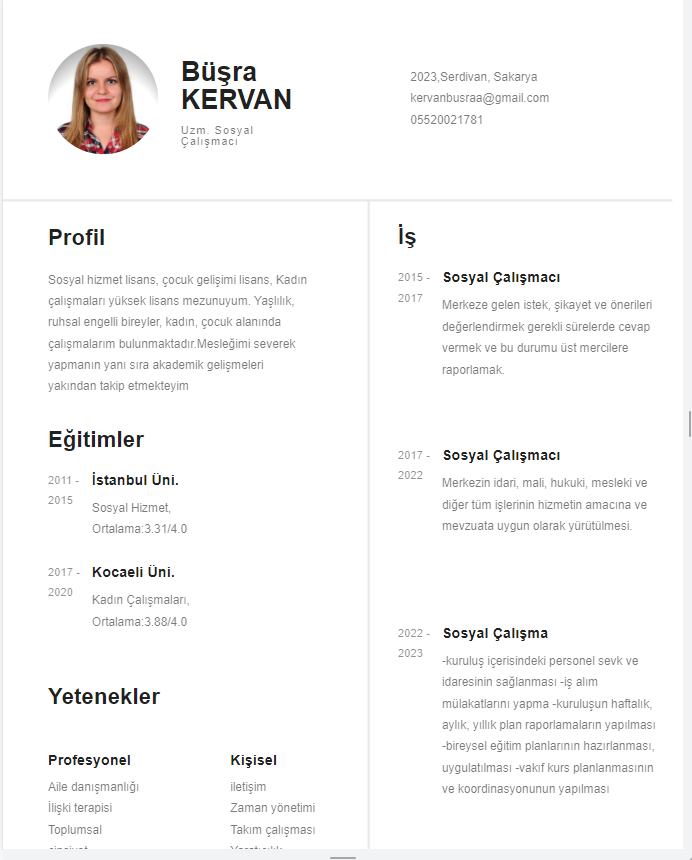 Büşra
KERVAN
Uzm. Sosyal
Çalışmacı
2023,Serdivan, Sakarya
kervanbusraa@gmail.com
05520021781
Profil
Sosyal hizmet lisans, çocuk gelişimi lisans, Kadın
çalışmaları yüksek lisans mezunuyum. Yaşlılık,
ruhsal engelli bireyler, kadın, çocuk alanında
çalışmalarım bulunmaktadır.Mesleğimi severek
yapmanın yanı sıra akademik gelişmeleri
yakından takip etmekteyim
Eğitimler
2011 -
2015
İstanbul Üni.
Sosyal Hizmet,
Ortalama:3.31/4.0
2017 -
2020
Kocaeli Üni.
Kadın Çalışmaları,
Ortalama:3.88/4.0
Yetenekler
Profesyonel
Aile danışmanlığı
İlişki terapisi
Toplumsal
Kişisel
iletişim
Zaman yönetimi
Takım çalışması
İş
2015 -
2017
Sosyal Çalışmacı
Merkeze gelen istek, şikayet ve önerileri
değerlendirmek gerekli sürelerde cevap
vermek ve bu durumu üst mercilere
raporlamak.
2017 -
2022
Sosyal Çalışmacı
Merkezin idari, mali, hukuki, mesleki ve
diğer tüm işlerinin hizmetin amacına ve
mevzuata uygun olarak yürütülmesi.
2022 -
2023
Sosyal Çalışma
-kuruluş içerisindeki personel sevk ve
idaresinin sağlanması -iş alım
mülakatlarını yapma -kuruluşun haftalık,
aylık, yıllık plan raporlamaların yapılması
-bireysel eğitim planlarının hazırlanması,
uygulatılması -vakıf kurs planlanmasının
ve koordinasyonunun yapılması